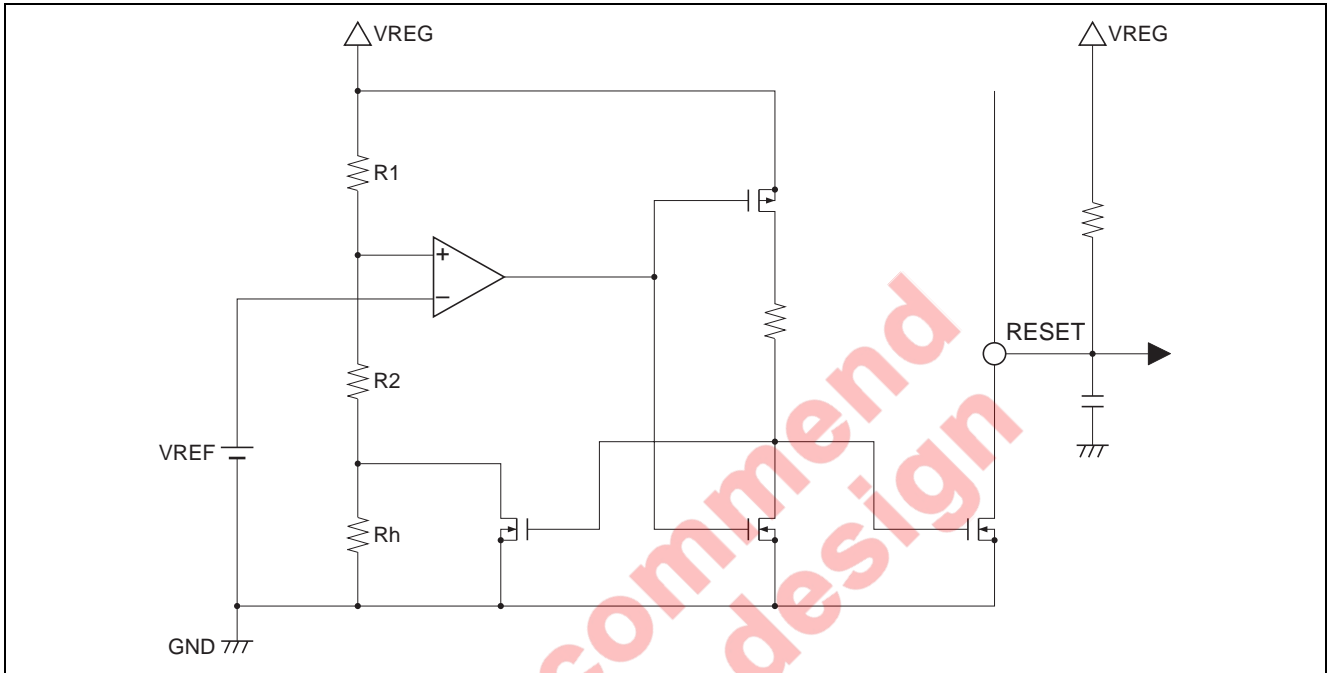 VREG
VREG
R1
+
−
RESET
R2
VREF
Rh
GND
commend
design